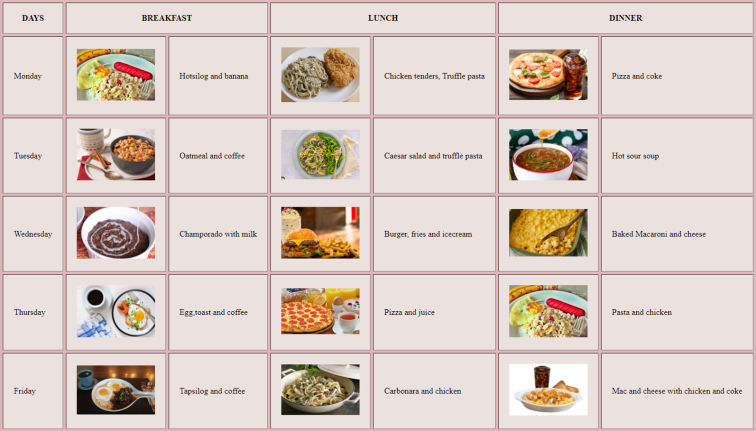 DAYS BREAKFAST LUNCH DINNER
Monday Hotsilog and banana Chicken tenders, Truffle pasta Pizza and coke
Tuesday Oatmeal and coffee Caesar salad and truffle pasta Hot sour soup
Wednesday Champorado with milk Burger, fries and icecream Baked Macaroni and cheese
Thursday Egg,toast and coffee Pizza and juice Pasta and chicken
Friday Tapsilog and coffee Carbonara and chicken Mac and cheese with chicken and coke